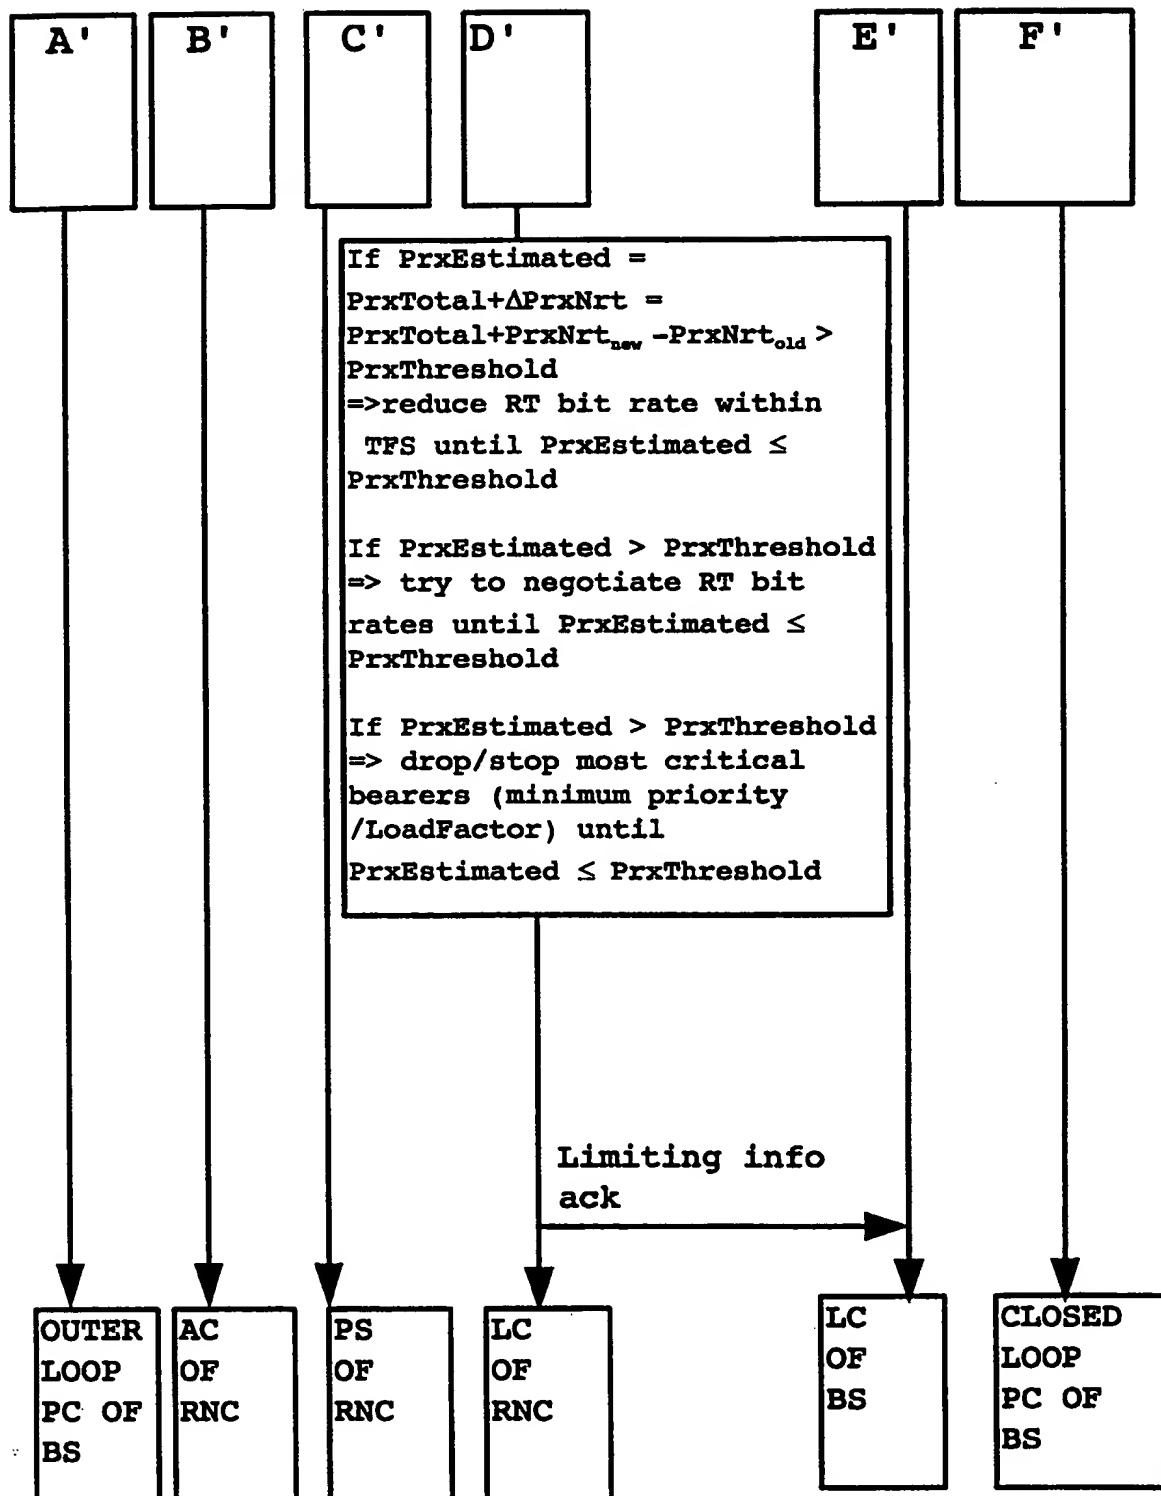 A'
B'
C'
D'
E'
F'
If PrxEstimated =
PrxTotal+ΔPrxNrt =
PrxTotal+PrxNrt_new -PrxNrt_old >
PrxThreshold
=>reduce RT bit rate within
TFS until PrxEstimated ≤
PrxThreshold
If PrxEstimated > PrxThreshold
=> try to negotiate RT bit
rates until PrxEstimated ≤
PrxThreshold
If PrxEstimated > PrxThreshold
=> drop/stop most critical
bearers (minimum priority
/LoadFactor) until
PrxEstimated ≤ PrxThreshold
Limiting info
ack
OUTER
LOOP
PC OF
BS
AC
OF
RNC
PS
OF
RNC
LC
OF
RNC
LC
OF
BS
CLOSED
LOOP
PC OF
BS